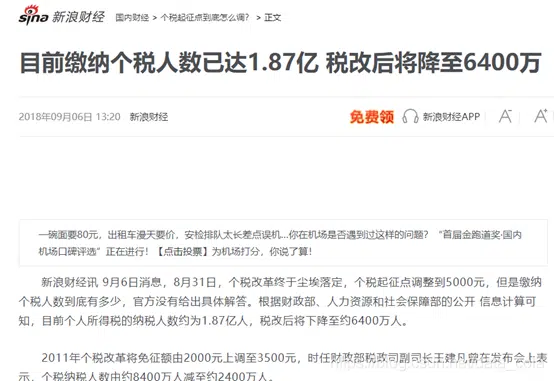 sina 新浪财经 国内财经 > 个税起征点到底怎么调? > 正文
目前缴纳个税人数已达1.87亿 税改后将降至6400万
2018年09月06日 13:20 新浪财经 免费领 新浪财经APP A- A+
一碗面要80元,出租车漫天要价,安检排队太长差点误机...你在机场是否遇到过这样的问题?“首届金跑道奖·国内
机场口碑评选”正在进行!【点击投票】为机场打分,你说了算!
新浪财经讯 9月6日消息,8月31日,个税改革终于尘埃落定,个税起征点调整到5000元,但是缴纳
个税人数到底有多少,官方没有给出具体解答。根据财政部、人力资源和社会保障部的公开 信息计算可
知,目前个人所得税的纳税人数约为1.87亿人,税改后将下降至约6400万人。
2011年个税改革将免征额由2000元上调至3500元,时任财政部税政司副司长王建凡曾在发布会上表
示,个税纳税人数由约8400万人减至约2400万人。